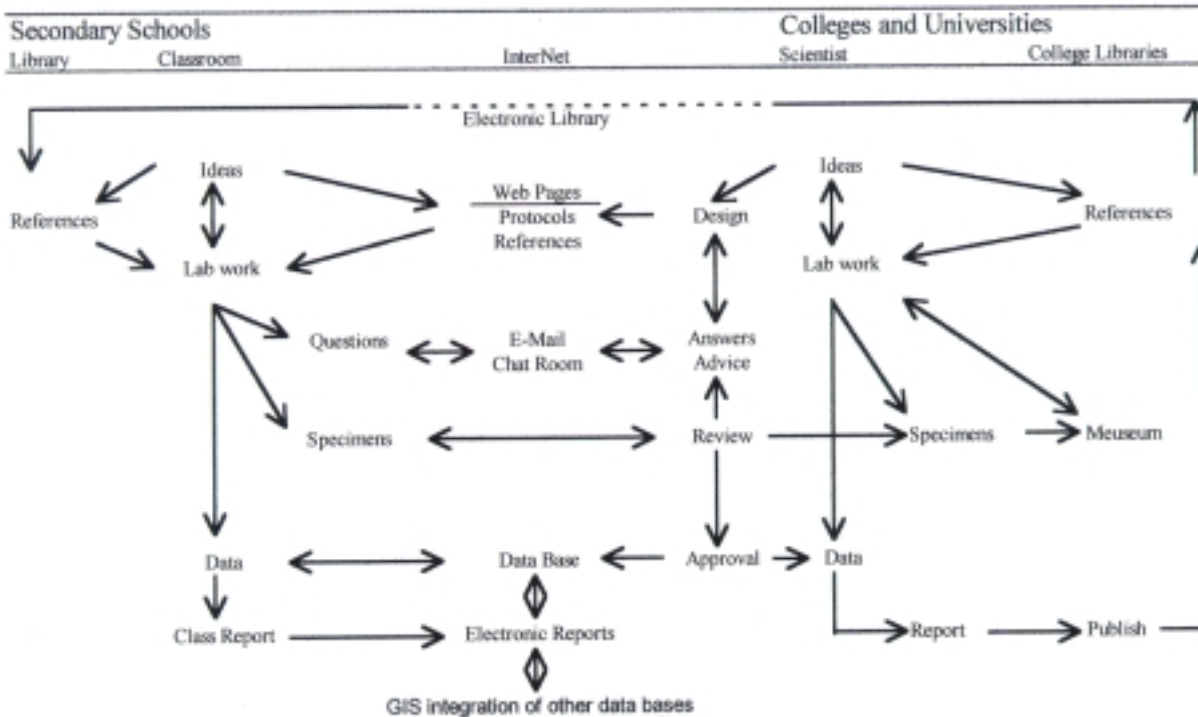 Secondary Schools Colleges and Universities
Library Classroom InterNet Scientist College Libraries
Electronic Library
Ideas Ideas
Web Pages
References Protocols Design References
References
Lab work Lab work
Questions E-Mail Answers
Chat Room Advice
Specimens Review Specimens Meuseum
Data Data Base Approval Data
Class Report Electronic Reports Report Publish
GIS integration of other data bases